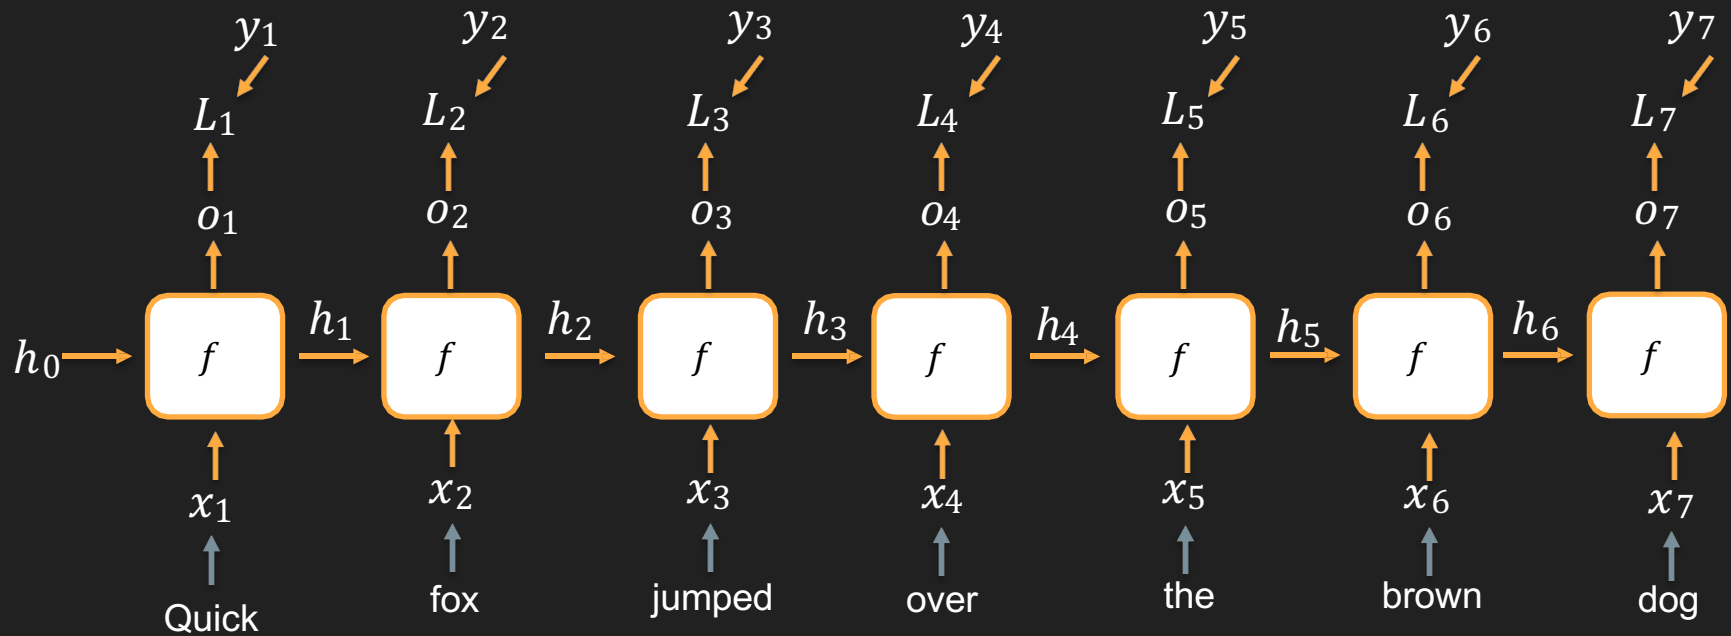 y₁ y₂ y₃ y₄ y₅ y₆ y₇
L₁ L₂ L₃ L₄ L₅ L₆ L₇
o₁ o₂ o₃ o₄ o₅ o₆ o₇
h₀ h₁ h₂ h₃ h₄ h₅ h₆
f f f f f f f
x₁ x₂ x₃ x₄ x₅ x₆ x₇
Quick fox jumped over the brown dog